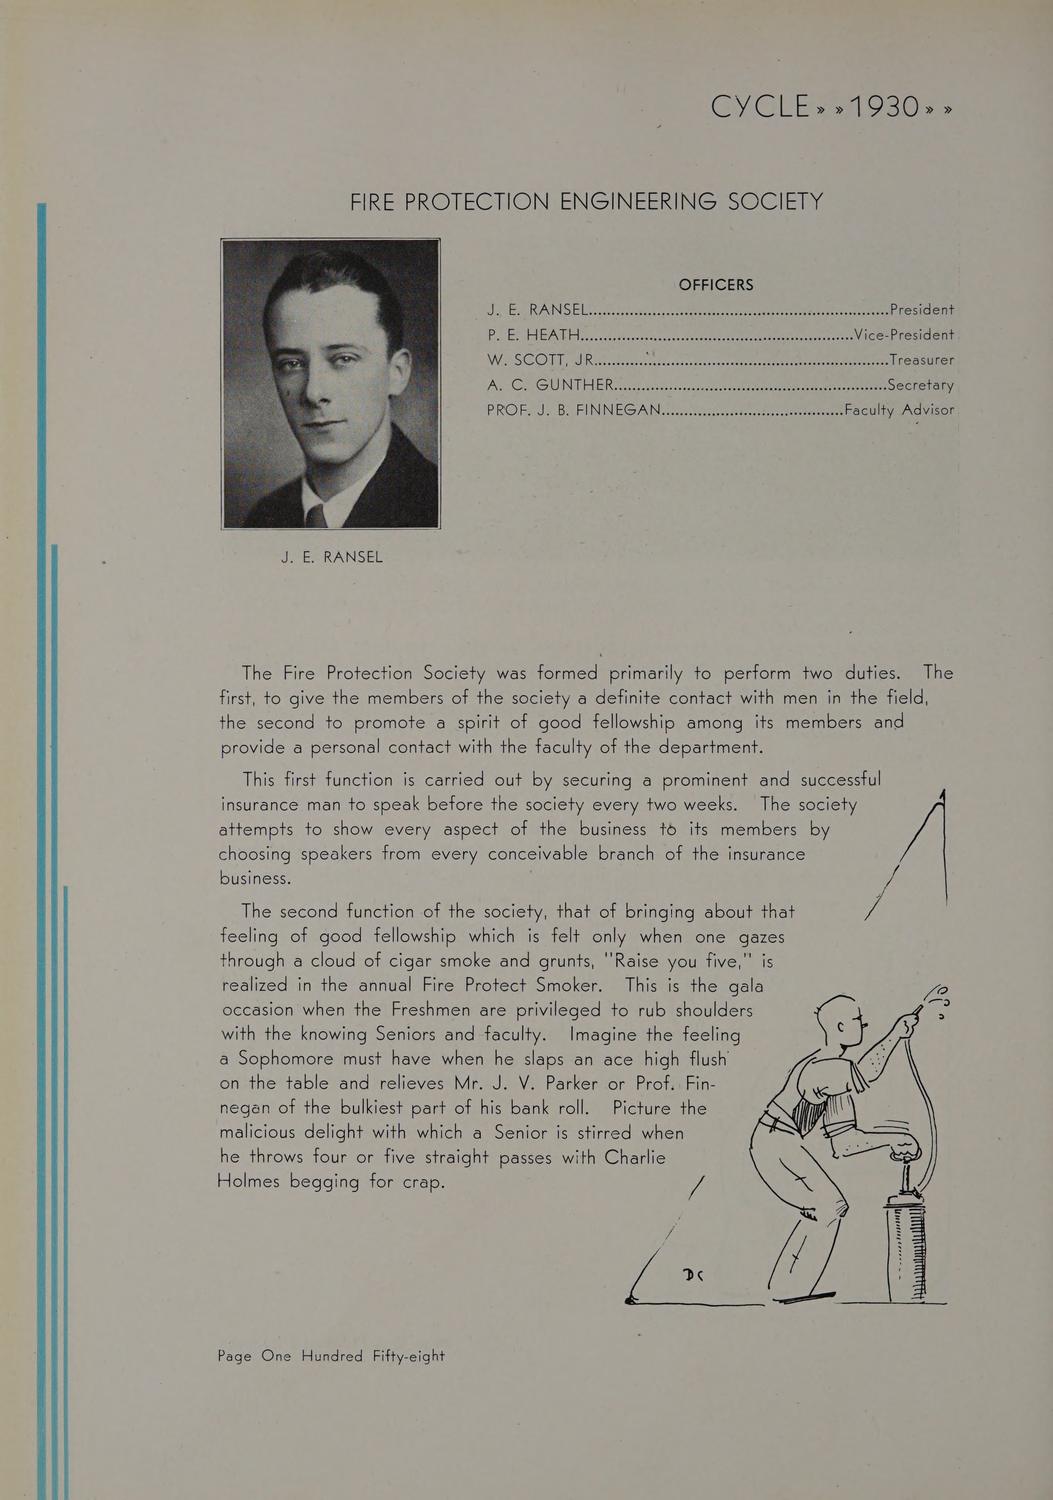 CYCLE » » 1930 » »
FIRE PROTECTION ENGINEERING SOCIETY
OFFICERS
J. E. RANSEL..................................................................President
P. E. HEATH............................................................Vice-President
W. SCOTT, JR.................................................................Treasurer
A. C. GUNTHER............................................................Secretary
PROF. J. B. FINNEGAN........................................Faculty Advisor
J. E. RANSEL
The Fire Protection Society was formed primarily to perform two duties. The
first, to give the members of the society a definite contact with men in the field,
the second to promote a spirit of good fellowship among its members and
provide a personal contact with the faculty of the department.
This first function is carried out by securing a prominent and successful
insurance man to speak before the society every two weeks. The society
attempts to show every aspect of the business to its members by
choosing speakers from every conceivable branch of the insurance
business.
The second function of the society, that of bringing about that
feeling of good fellowship which is felt only when one gazes
through a cloud of cigar smoke and grunts, "Raise you five," is
realized in the annual Fire Protect Smoker. This is the gala
occasion when the Freshmen are privileged to rub shoulders
with the knowing Seniors and faculty. Imagine the feeling
a Sophomore must have when he slaps an ace high flush
on the table and relieves Mr. J. V. Parker or Prof. Fin-
negan of the bulkiest part of his bank roll. Picture the
malicious delight with which a Senior is stirred when
he throws four or five straight passes with Charlie
Holmes begging for crap.
DC
Page One Hundred Fifty-eight